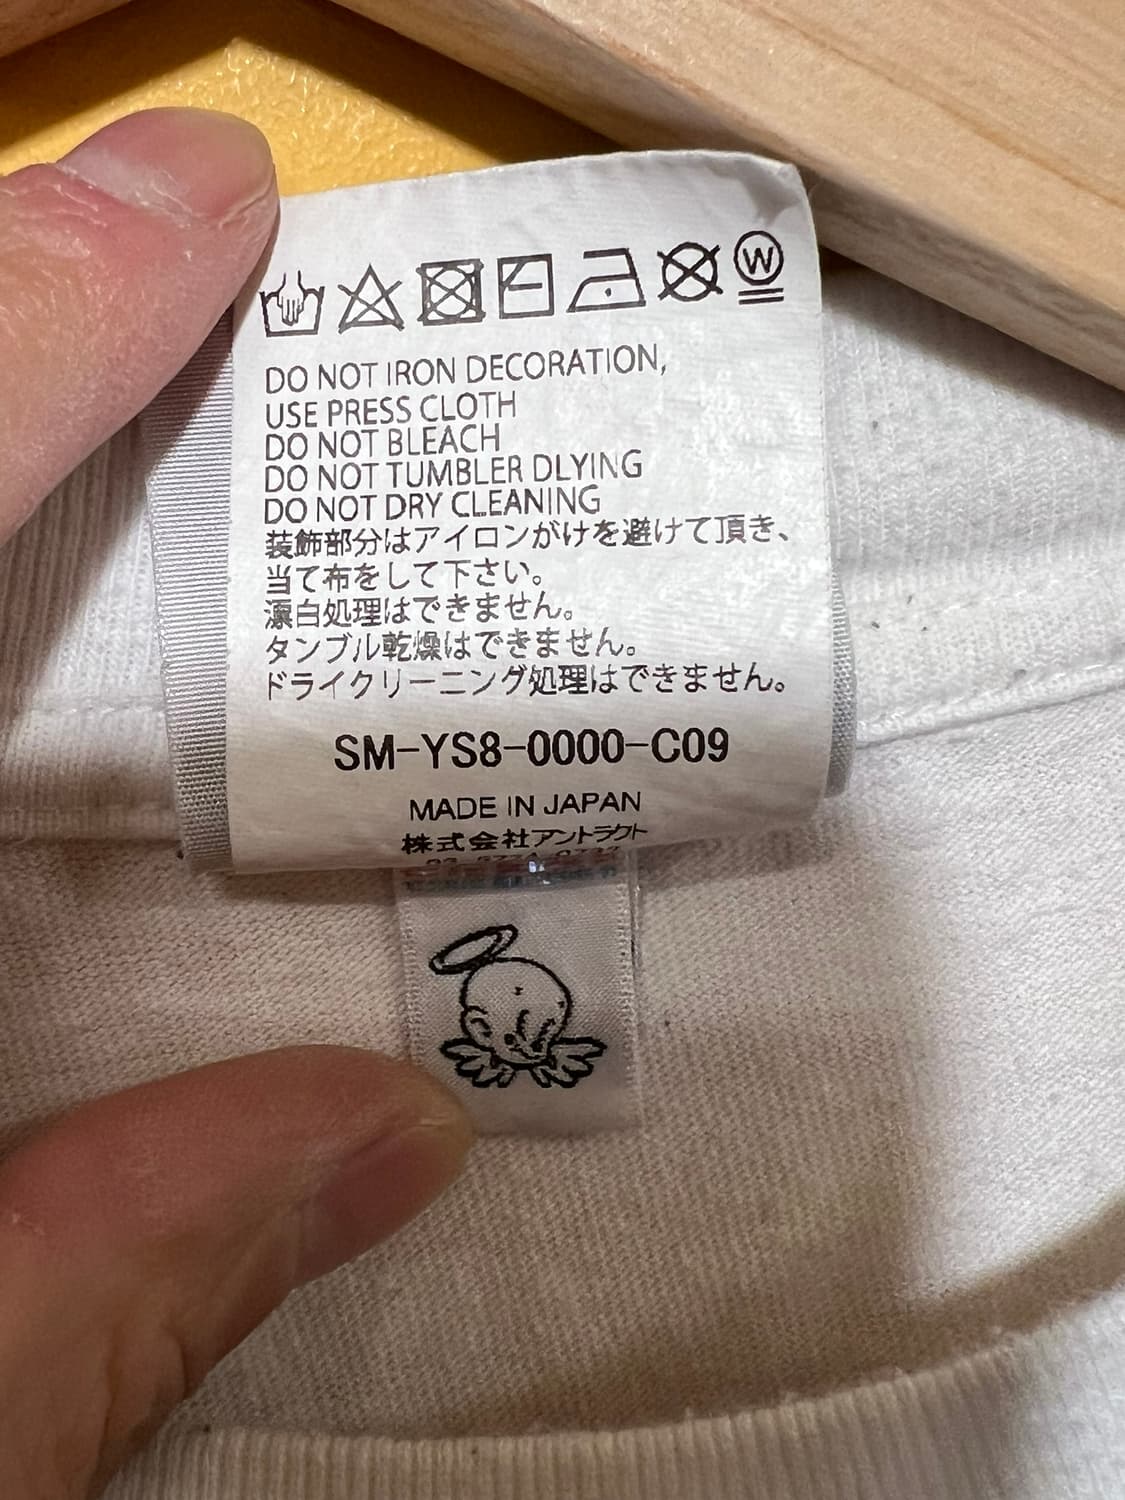 W
DO NOT IRON DECORATION,
USE PRESS CLOTH
DO NOT BLEACH
DO NOT TUMBLER DLYING
DO NOT DRY CLEANING
装飾部分はアイロンがけを避けて頂き、
当て布をして下さい。
漂白処理はできません。
タンブル乾燥はできません。
ドライクリーニング処理はできません。
SM-YS8-0000-C09
MADE IN JAPAN
株式会社アントラクト